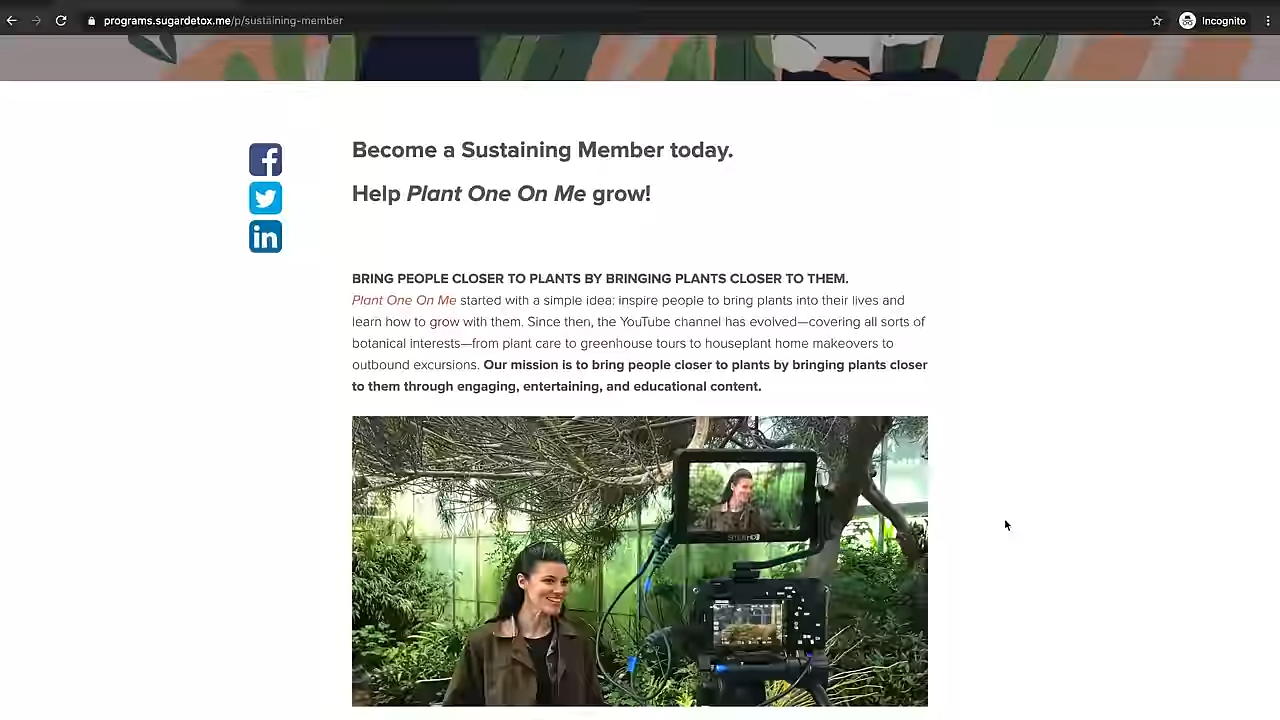 programs.sugardetox.me/p/sustaining-member
Incognito
Become a Sustaining Member today.
Help Plant One On Me grow!
BRING PEOPLE CLOSER TO PLANTS BY BRINGING PLANTS CLOSER TO THEM.
Plant One On Me started with a simple idea: inspire people to bring plants into their lives and
learn how to grow with them. Since then, the YouTube channel has evolved—covering all sorts of
botanical interests—from plant care to greenhouse tours to houseplant home makeovers to
outbound excursions. Our mission is to bring people closer to plants by bringing plants closer
to them through engaging, entertaining, and educational content.